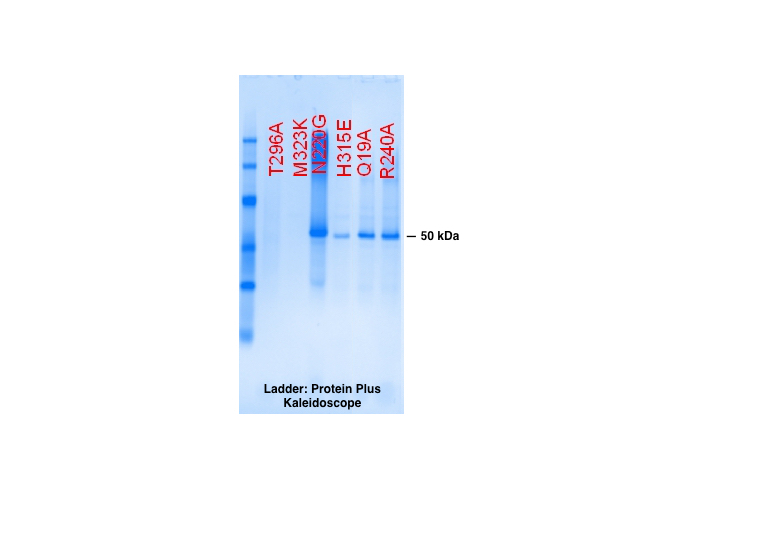 T296A
M323K
N220G
H315E
Q19A
R240A
— 50 kDa
Ladder: Protein Plus
Kaleidoscope